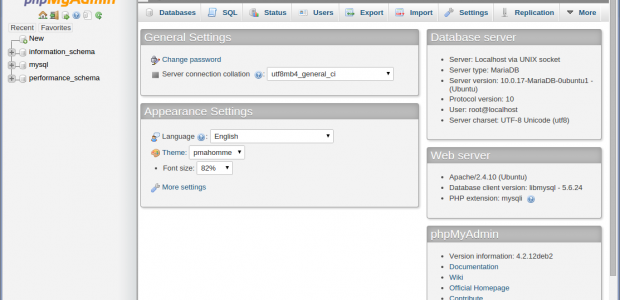 phpMyAdmin
Recent Favorites
New
information_schema
mysql
performance_schema
Databases SQL Status Users Export Import Settings Replication More
General Settings
Change password
Server connection collation : utf8mb4_general_ci
Appearance Settings
Language : English
Theme: pmahomme
Font size: 82%
More settings
Database server
Server: Localhost via UNIX socket
Server type: MariaDB
Server version: 10.0.17-MariaDB-0ubuntu1 -
(Ubuntu)
Protocol version: 10
User: root@localhost
Server charset: UTF-8 Unicode (utf8)
Web server
Apache/2.4.10 (Ubuntu)
Database client version: libmysql - 5.6.24
PHP extension: mysqli
phpMyAdmin
Version information: 4.2.12deb2
Documentation
Wiki
Official Homepage
Contribute